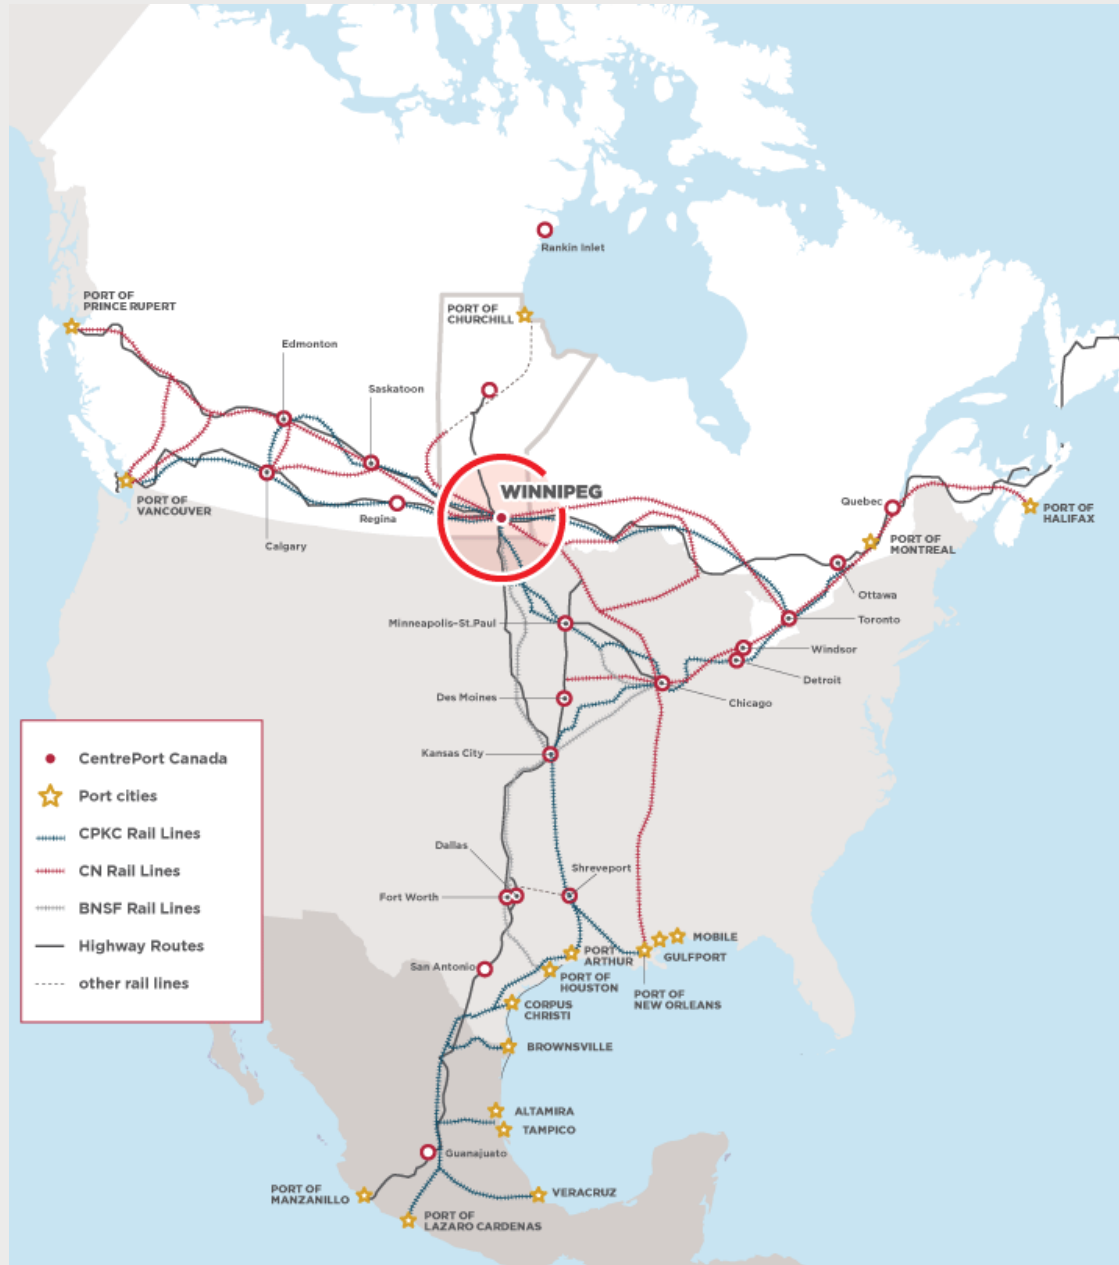 Rankin Inlet
PORT OF
PRINCE RUPERT
PORT OF
CHURCHILL
Edmonton
Saskatoon
WINNIPEG
PORT OF
VANCOUVER
Regina
Calgary
Quebec
PORT OF
HALIFAX
PORT OF
MONTREAL
Ottawa
Toronto
Minneapolis-St.Paul
Windsor
Detroit
Des Moines
Chicago
Kansas City
CentrePort Canada
Port cities
CPKC Rail Lines
CN Rail Lines
BNSF Rail Lines
Highway Routes
other rail lines
Dallas
Shreveport
Fort Worth
MOBILE
GULFPORT
PORT
ARTHUR
San Antonio
PORT OF
HOUSTON
PORT OF
NEW ORLEANS
CORPUS
CHRISTI
BROWNSVILLE
ALTAMIRA
TAMPICO
Guanajuato
PORT OF
MANZANILLO
VERACRUZ
PORT OF
LAZARO CARDENAS